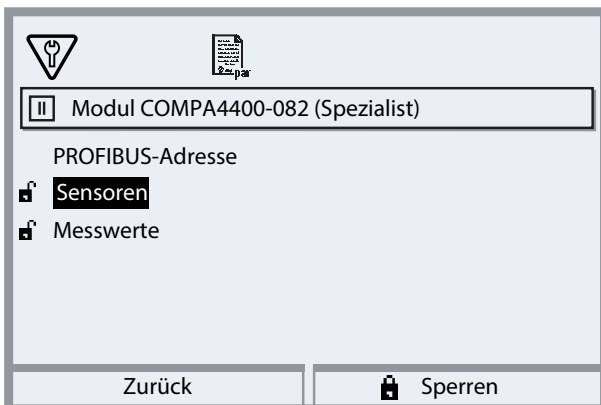 par
II Modul COMPA4400-082 (Spezialist)
PROFIBUS-Adresse
Sensoren
Messwerte
Zurück Sperren